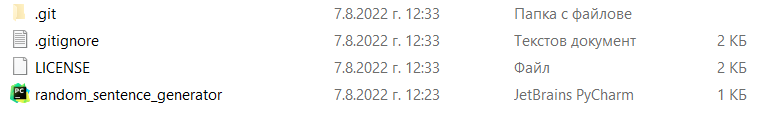 .git 7.8.2022 г. 12:33 Папка с файлове
.gitignore 7.8.2022 г. 12:33 Текстов документ 2 КБ
LICENSE 7.8.2022 г. 12:33 Файл 2 КБ
random_sentence_generator 7.8.2022 г. 12:23 JetBrains PyCharm 1 КБ